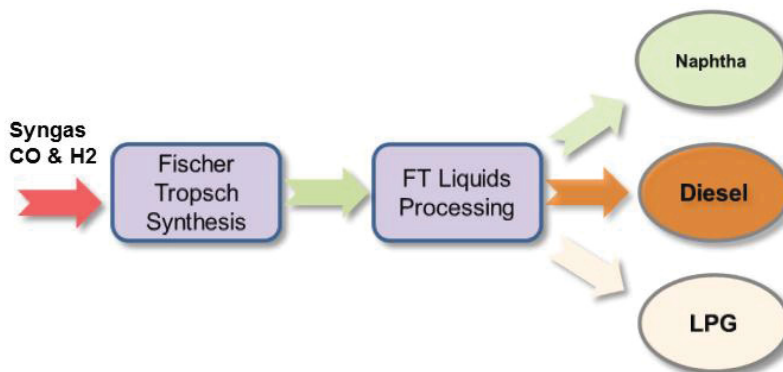 Syngas
CO & H2
Fischer
Tropsch
Synthesis
FT Liquids
Processing
Naphtha
Diesel
LPG